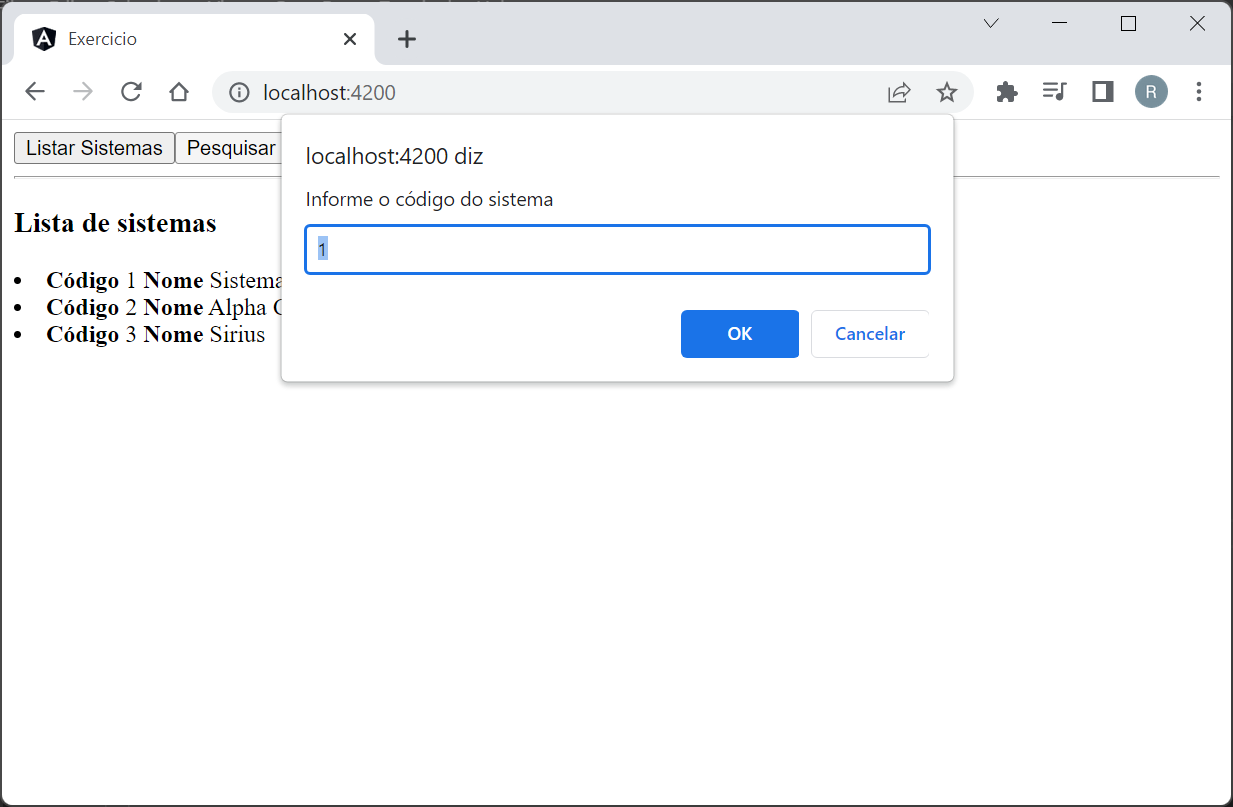 Exercicio
localhost:4200
R
localhost:4200 diz
Informe o código do sistema
1
OK
Cancelar
Listar Sistemas
Pesquisar
Lista de sistemas
Código 1 Nome Sistema
Código 2 Nome Alpha
Código 3 Nome Sirius